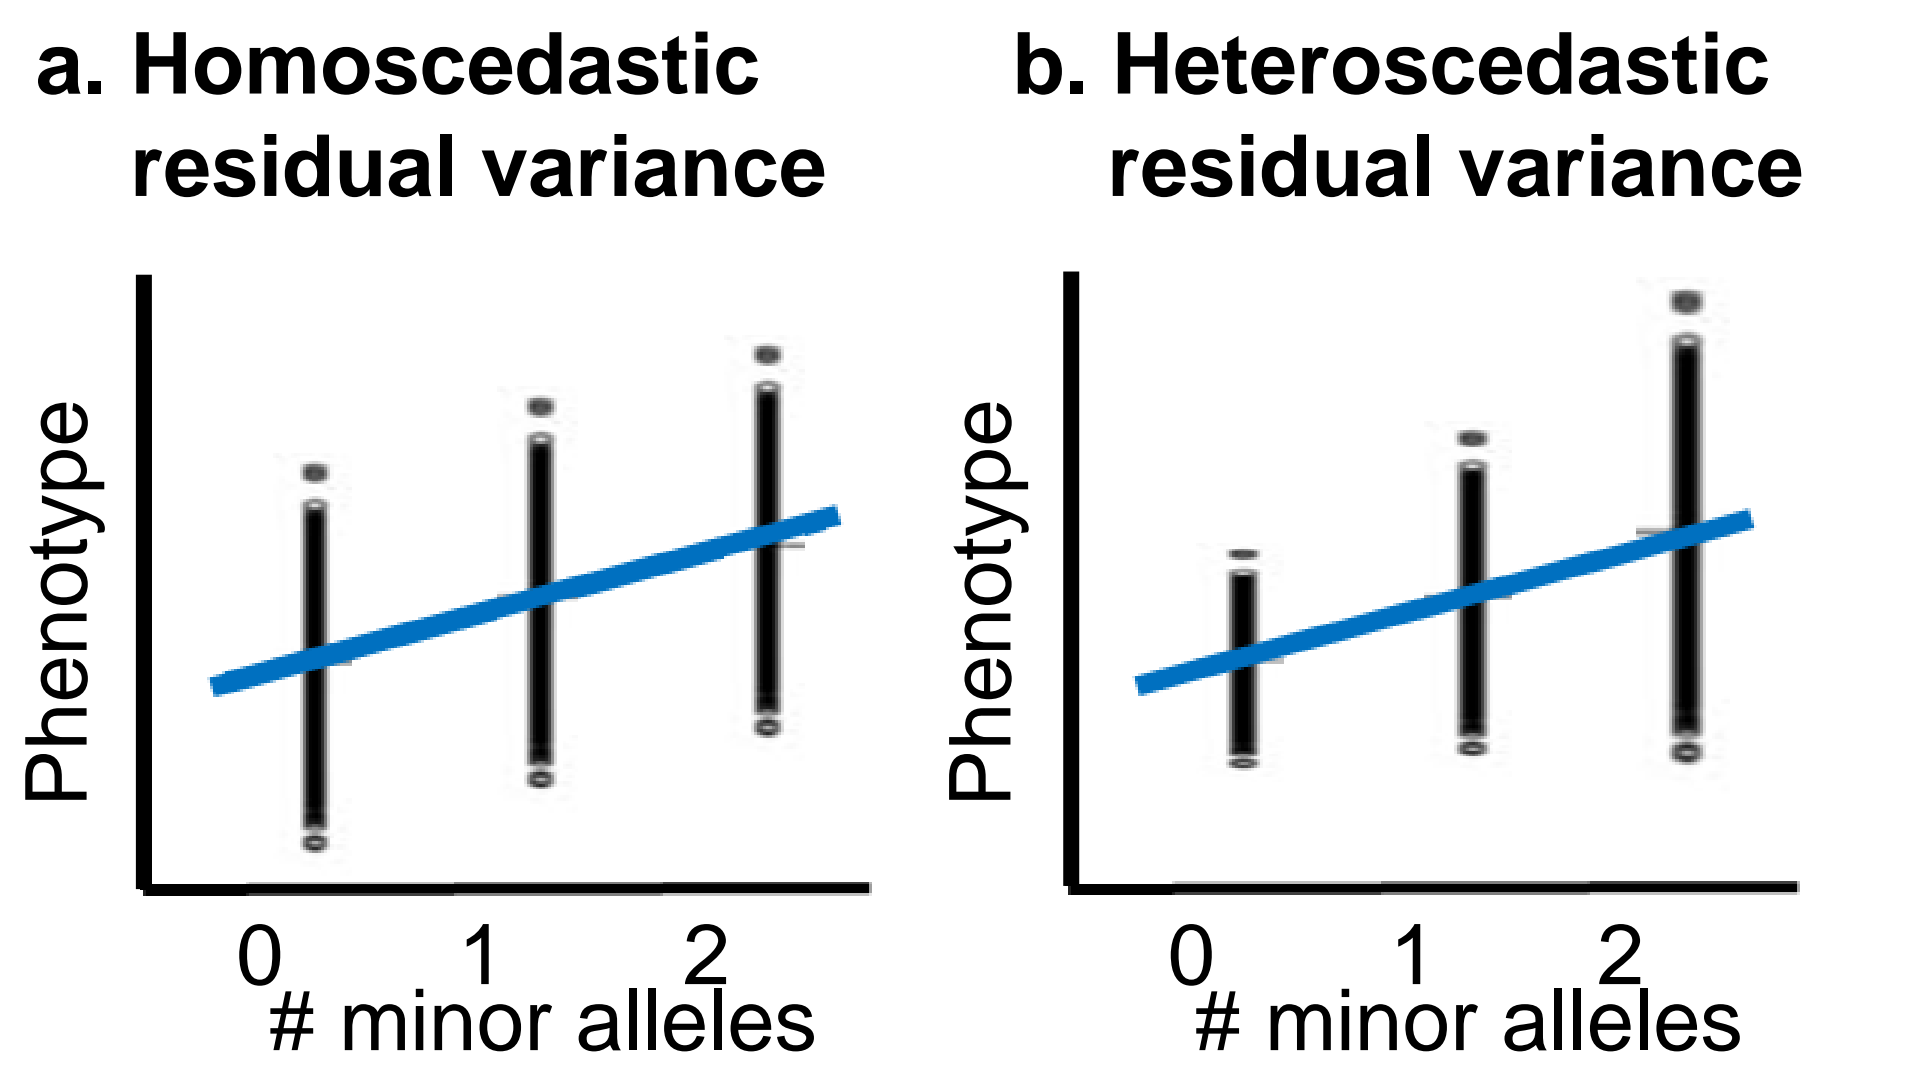 a. Homoscedastic
residual variance
Phenotype
0 1 2
# minor alleles
b. Heteroscedastic
residual variance
Phenotype
0 1 2
# minor alleles